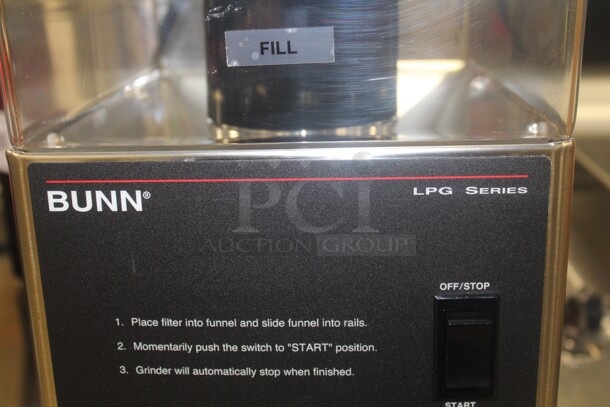 FILL
BUNN®
LPG SERIES
PCI
AUCTION GROUP
OFF/STOP
1. Place filter into funnel and slide funnel into rails.
2. Momentarily push the switch to "START" position.
3. Grinder will automatically stop when finished.
START